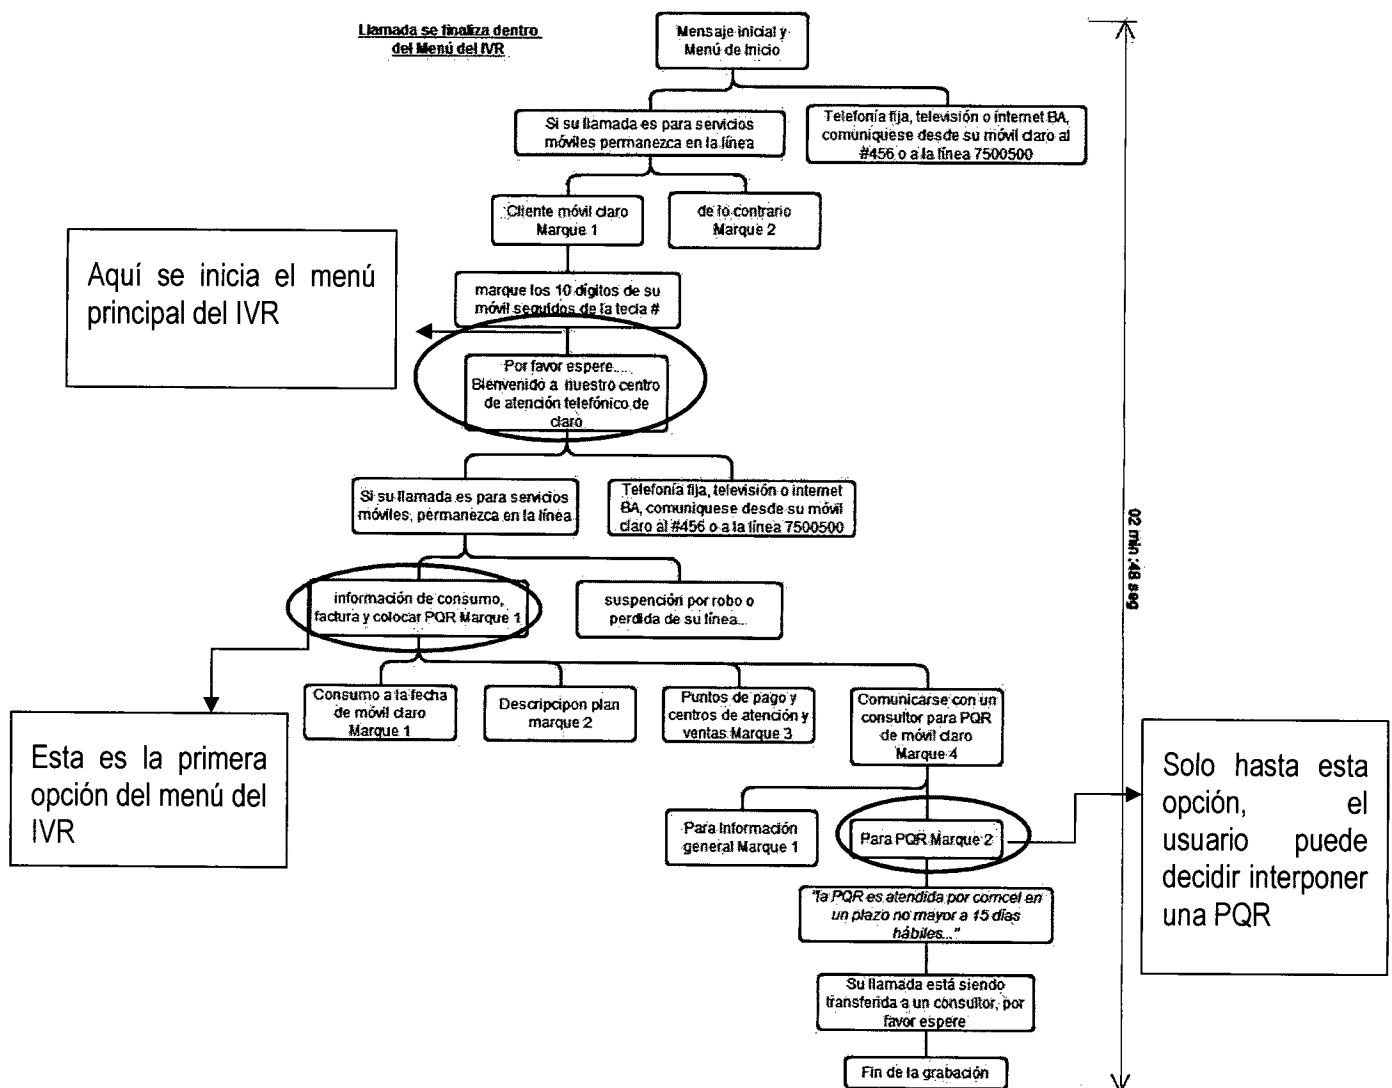 Llamada se finaliza dentro
del Menú del IVR
Mensaje inicial y
Menú de Inicio
Si su llamada es para servicios
móviles permanezca en la línea
Telefonía fija, televisión o internet BA,
comuníquese desde su móvil claro al
#456 o a la línea 7500500
Cliente móvil claro
Marque 1
de lo contrario
Marque 2
Aquí se inicia el menú
principal del IVR
marque los 10 dígitos de su
móvil seguidos de la tecla #
Por favor espere.....
Bienvenido a nuestro centro
de atención telefónico de
claro
Si su llamada es para servicios
móviles, permanezca en la línea
Telefonía fija, televisión o internet
BA, comuníquese desde su móvil
claro al #456 o a la línea 7500500
02 min :48 seg
información de consumo,
factura y colocar PQR Marque 1
suspención por robo o
perdida de su línea...
Consumo a la fecha
de móvil claro
Marque 1
Descripcipon plan
marque 2
Puntos de pago y
centros de atención y
ventas Marque 3
Comunicarse con un
consultor para PQR
de móvil claro
Marque 4
Esta es la primera
opción del menú del
IVR
Para Información
general Marque 1
Para PQR Marque 2
Solo hasta esta
opción, el
usuario puede
decidir interponer
una PQR
"la PQR es atendida por comcel en
un plazo no mayor a 15 días
hábiles..."
Su llamada está siendo
transferida a un consultor, por
favor espere
Fin de la grabación